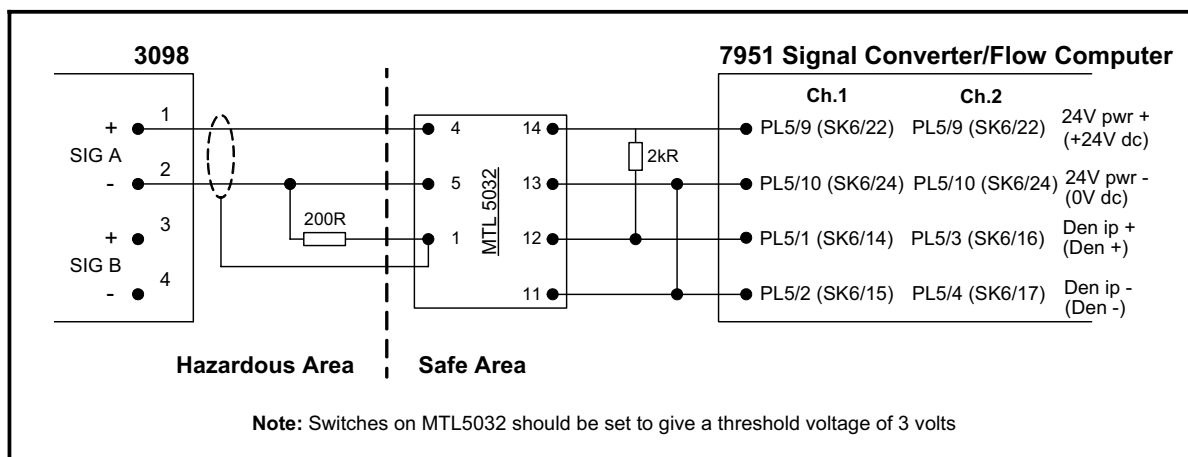 3098
7951 Signal Converter/Flow Computer
Ch.1 Ch.2
+ 1 4 14 PL5/9 (SK6/22) PL5/9 (SK6/22) 24V pwr +
(+24V dc)
SIG A
2kR
- 2 5 13 PL5/10 (SK6/24) PL5/10 (SK6/24) 24V pwr -
(0V dc)
200R
MTL 5032
+ 3 1 12 PL5/1 (SK6/14) PL5/3 (SK6/16) Den ip +
(Den +)
SIG B
- 4 11 PL5/2 (SK6/15) PL5/4 (SK6/17) Den ip -
(Den -)
Hazardous Area Safe Area
Note: Switches on MTL5032 should be set to give a threshold voltage of 3 volts